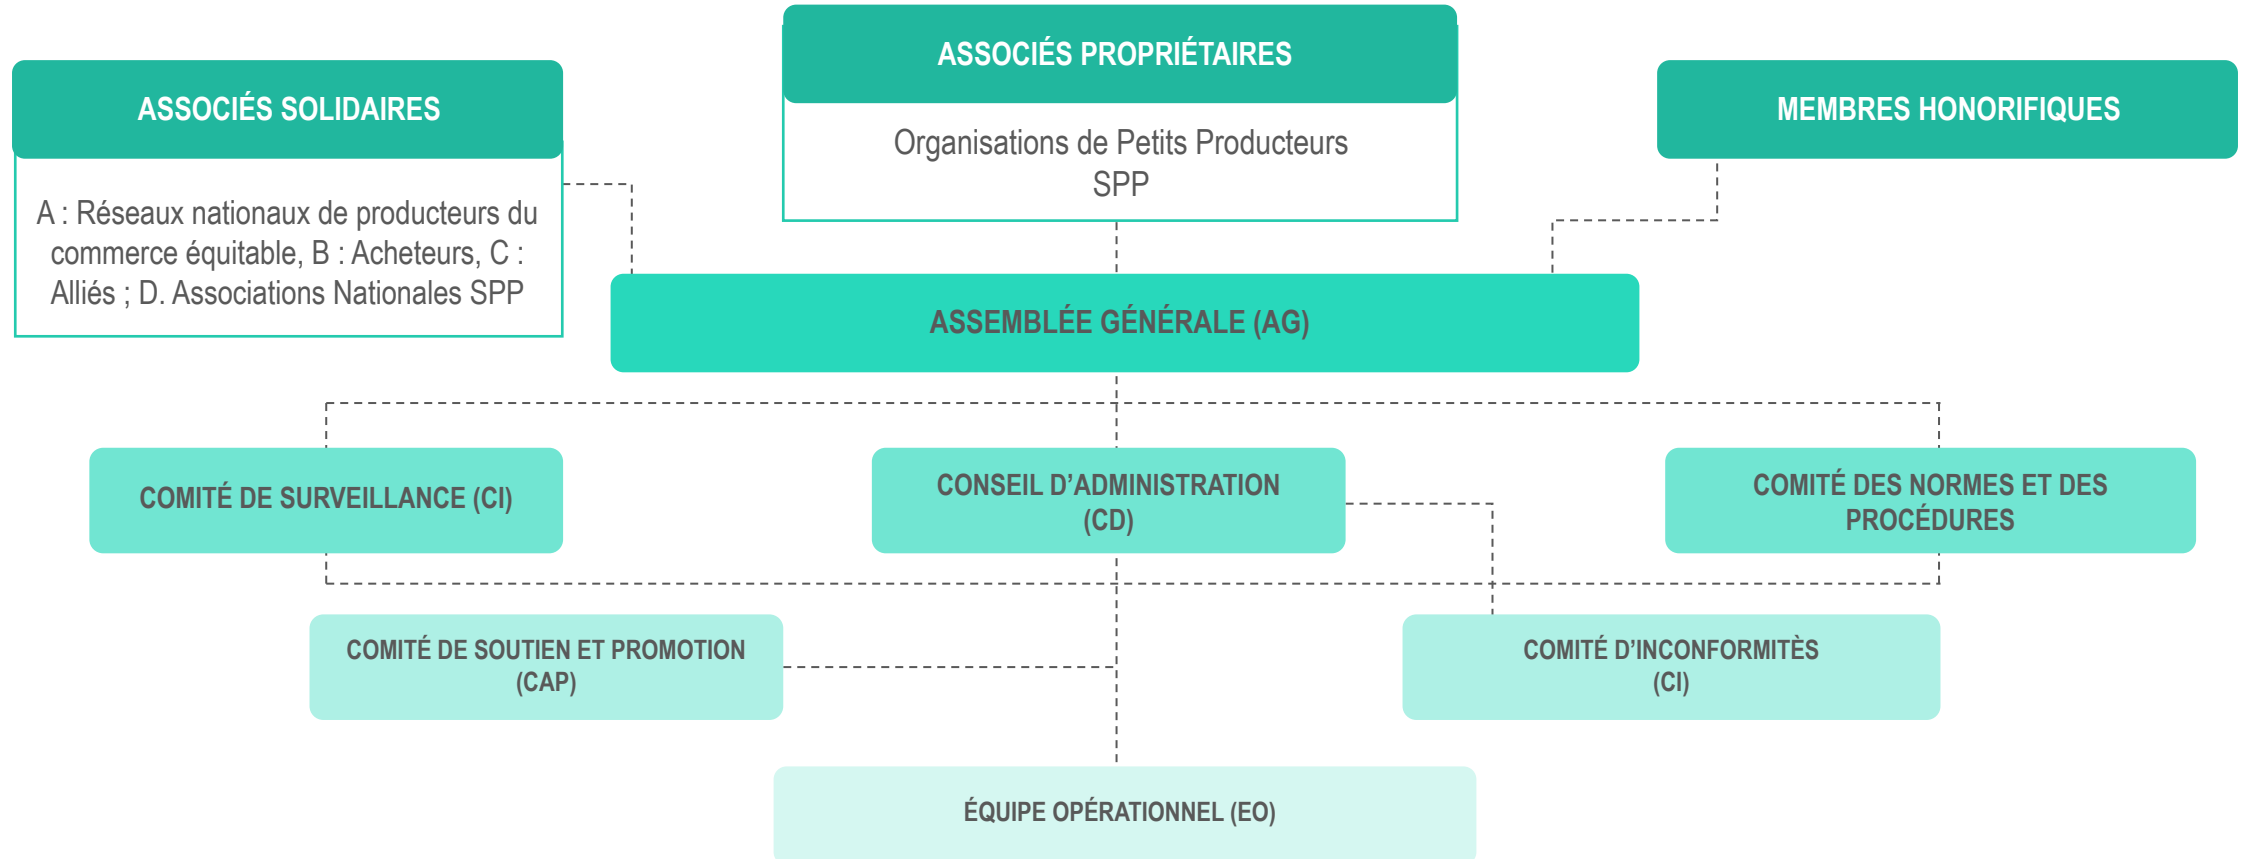 ASSOCIÉS PROPRIÉTAIRES
Organisations de Petits Producteurs
SPP
ASSOCIÉS SOLIDAIRES
A : Réseaux nationaux de producteurs du
commerce équitable, B : Acheteurs, C :
Alliés ; D. Associations Nationales SPP
MEMBRES HONORIFIQUES
ASSEMBLÉE GÉNÉRALE (AG)
COMITÉ DE SURVEILLANCE (CI)
CONSEIL D’ADMINISTRATION
(CD)
COMITÉ DES NORMES ET DES
PROCÉDURES
COMITÉ DE SOUTIEN ET PROMOTION
(CAP)
COMITÉ D’INCONFORMITÈS
(CI)
ÉQUIPE OPÉRATIONNEL (EO)